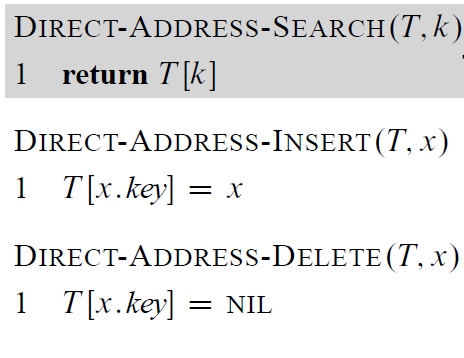 DIRECT-ADDRESS-SEARCH(T, k)
1 return T[k]
DIRECT-ADDRESS-INSERT(T, x)
1 T[x.key] = x
DIRECT-ADDRESS-DELETE(T, x)
1 T[x.key] = NIL